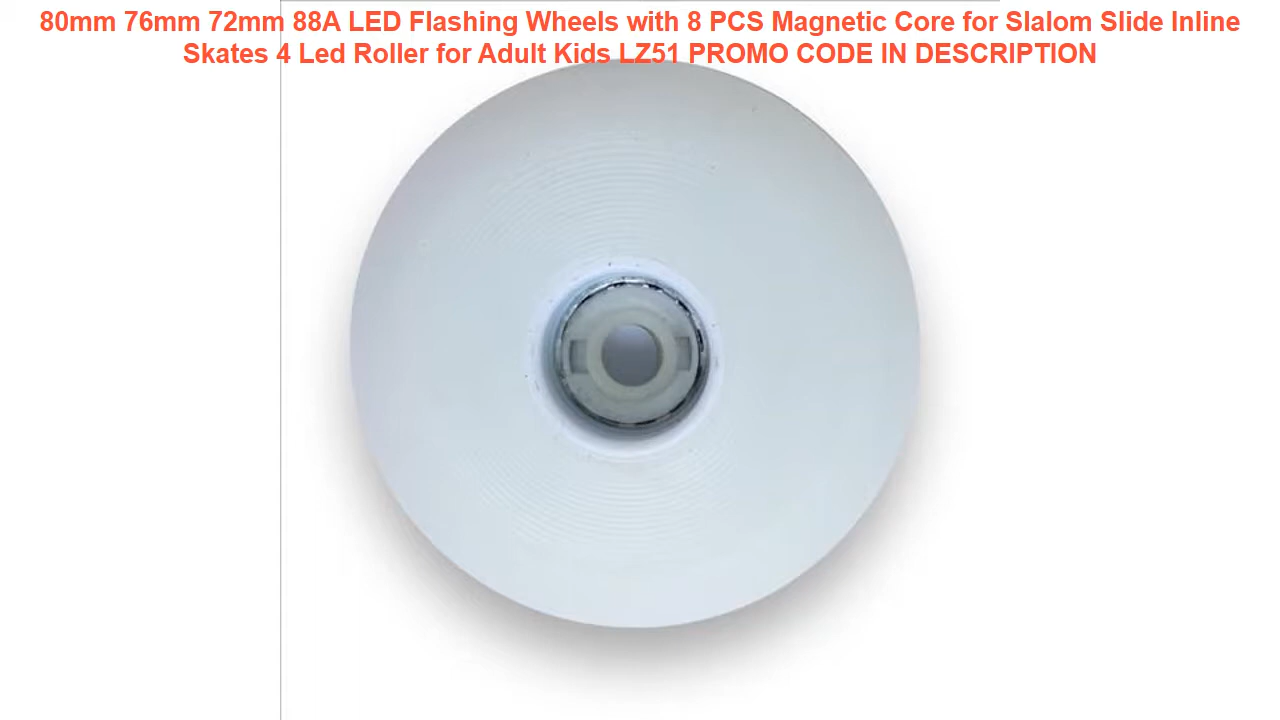 80mm 76mm 72mm 88A LED Flashing Wheels with 8 PCS Magnetic Core for Slalom Slide Inline
Skates 4 Led Roller for Adult Kids LZ51 PROMO CODE IN DESCRIPTION